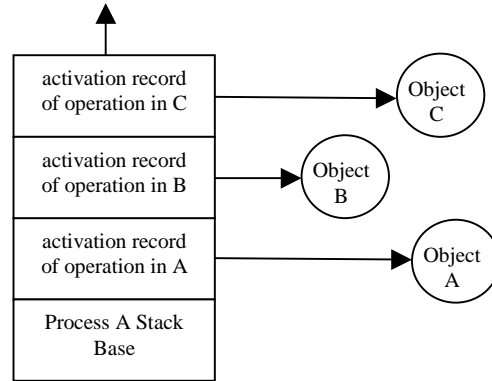 activation record
of operation in C
Object
C
activation record
of operation in B
Object
B
activation record
of operation in A
Object
A
Process A Stack
Base